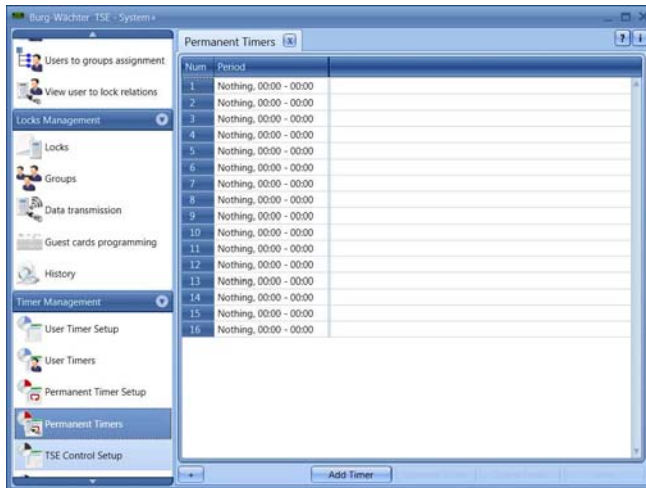 Burg-Wächter TSE - System+
Users to groups assignment
View user to lock relations
Locks Management
Locks
Groups
Data transmission
Guest cards programming
History
Timer Management
User Timer Setup
User Timers
Permanent Timer Setup
Permanent Timers
TSE Control Setup
Permanent Timers x
? i
Num Period
1 Nothing, 00:00 - 00:00
2 Nothing, 00:00 - 00:00
3 Nothing, 00:00 - 00:00
4 Nothing, 00:00 - 00:00
5 Nothing, 00:00 - 00:00
6 Nothing, 00:00 - 00:00
7 Nothing, 00:00 - 00:00
8 Nothing, 00:00 - 00:00
9 Nothing, 00:00 - 00:00
10 Nothing, 00:00 - 00:00
11 Nothing, 00:00 - 00:00
12 Nothing, 00:00 - 00:00
13 Nothing, 00:00 - 00:00
14 Nothing, 00:00 - 00:00
15 Nothing, 00:00 - 00:00
16 Nothing, 00:00 - 00:00
+ Add Timer